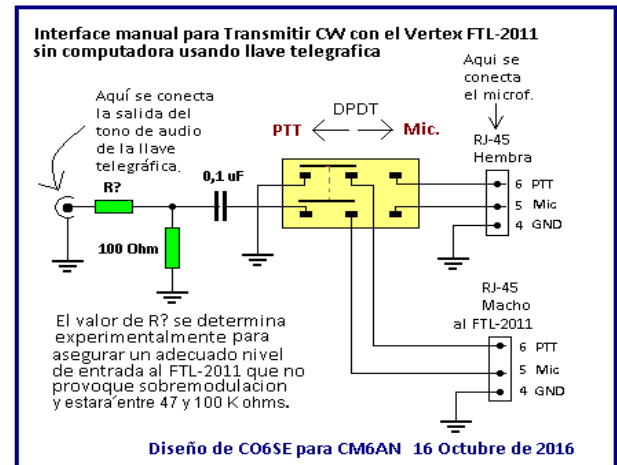 Interface manual para Transmitir CW con el Vertex FTL-2011
sin computadora usando llave telegrafica
Aquí se conecta
la salida del
tono de audio
de la llave
telegráfica.
Aqui se
conecta
el microf.
DPDT
PTT
Mic.
RJ-45
Hembra
R?
0,1 uF
6 PTT
5 Mic
4 GND
100 Ohm
RJ-45
Macho
al FTL-2011
6 PTT
5 Mic
4 GND
El valor de R? se determina
experimentalmente para
asegurar un adecuado nivel
de entrada al FTL-2011 que no
provoque sobremodulacion
y estará entre 47 y 100 K ohms.
Diseño de CO6SE para CM6AN 16 Octubre de 2016